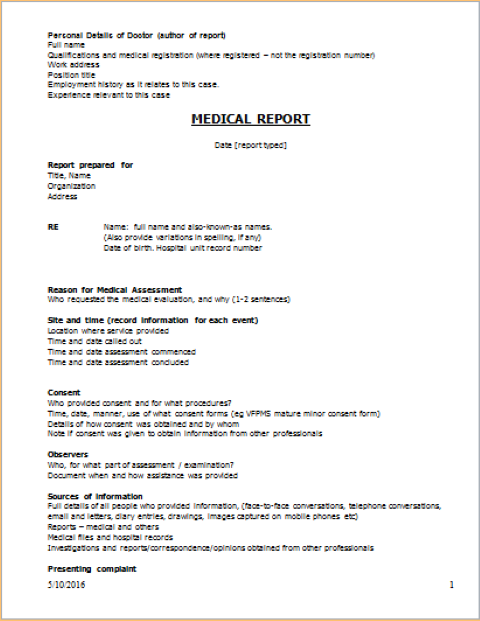 Personal Details of Doctor (author of report)
Full name
Qualifications and medical registration (where registered – not the registration number)
Work address
Position title
Employment history as it relates to this case.
Experience relevant to this case
MEDICAL REPORT
Date [report typed]
Report prepared for
Title, Name
Organization
Address
RE Name: full name and also-known-as names.
(Also provide variations in spelling, if any)
Date of birth. Hospital unit record number
Reason for Medical Assessment
Who requested the medical evaluation, and why (1-2 sentences)
Site and time (record information for each event)
Location where service provided
Time and date called out
Time and date assessment commenced
Time and date assessment concluded
Consent
Who provided consent and for what procedures?
Time, date, manner, use of what consent forms (eg VFPMS mature minor consent form)
Details of how consent was obtained and by whom
Note if consent was given to obtain information from other professionals
Observers
Who, for what part of assessment / examination?
Document when and how assistance was provided
Sources of Information
Full details of all people who provided information, (face-to-face conversations, telephone conversations,
email and letters, diary entries, drawings, images captured on mobile phones etc)
Reports – medical and others
Medical files and hospital records
Investigations and reports/correspondence/opinions obtained from other professionals
Presenting complaint
5/10/2016 1